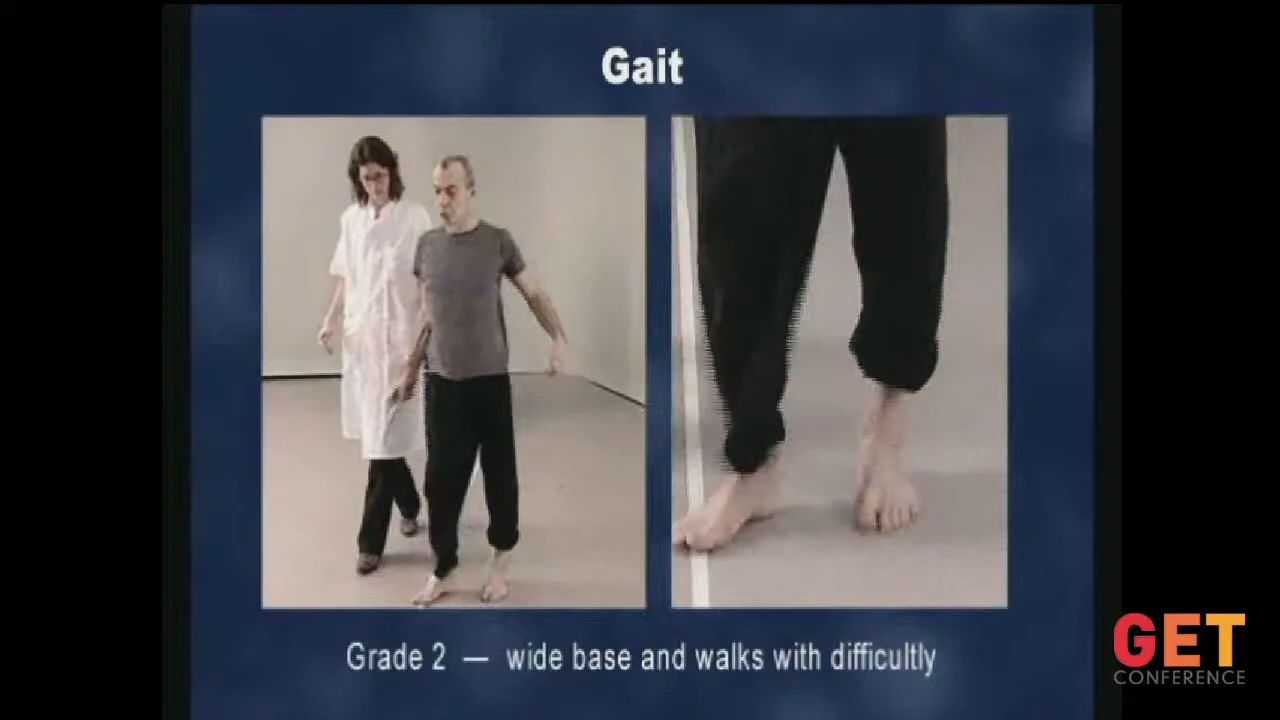 Gait
Grade 2 — wide base and walks with difficultly
GET
CONFERENCE